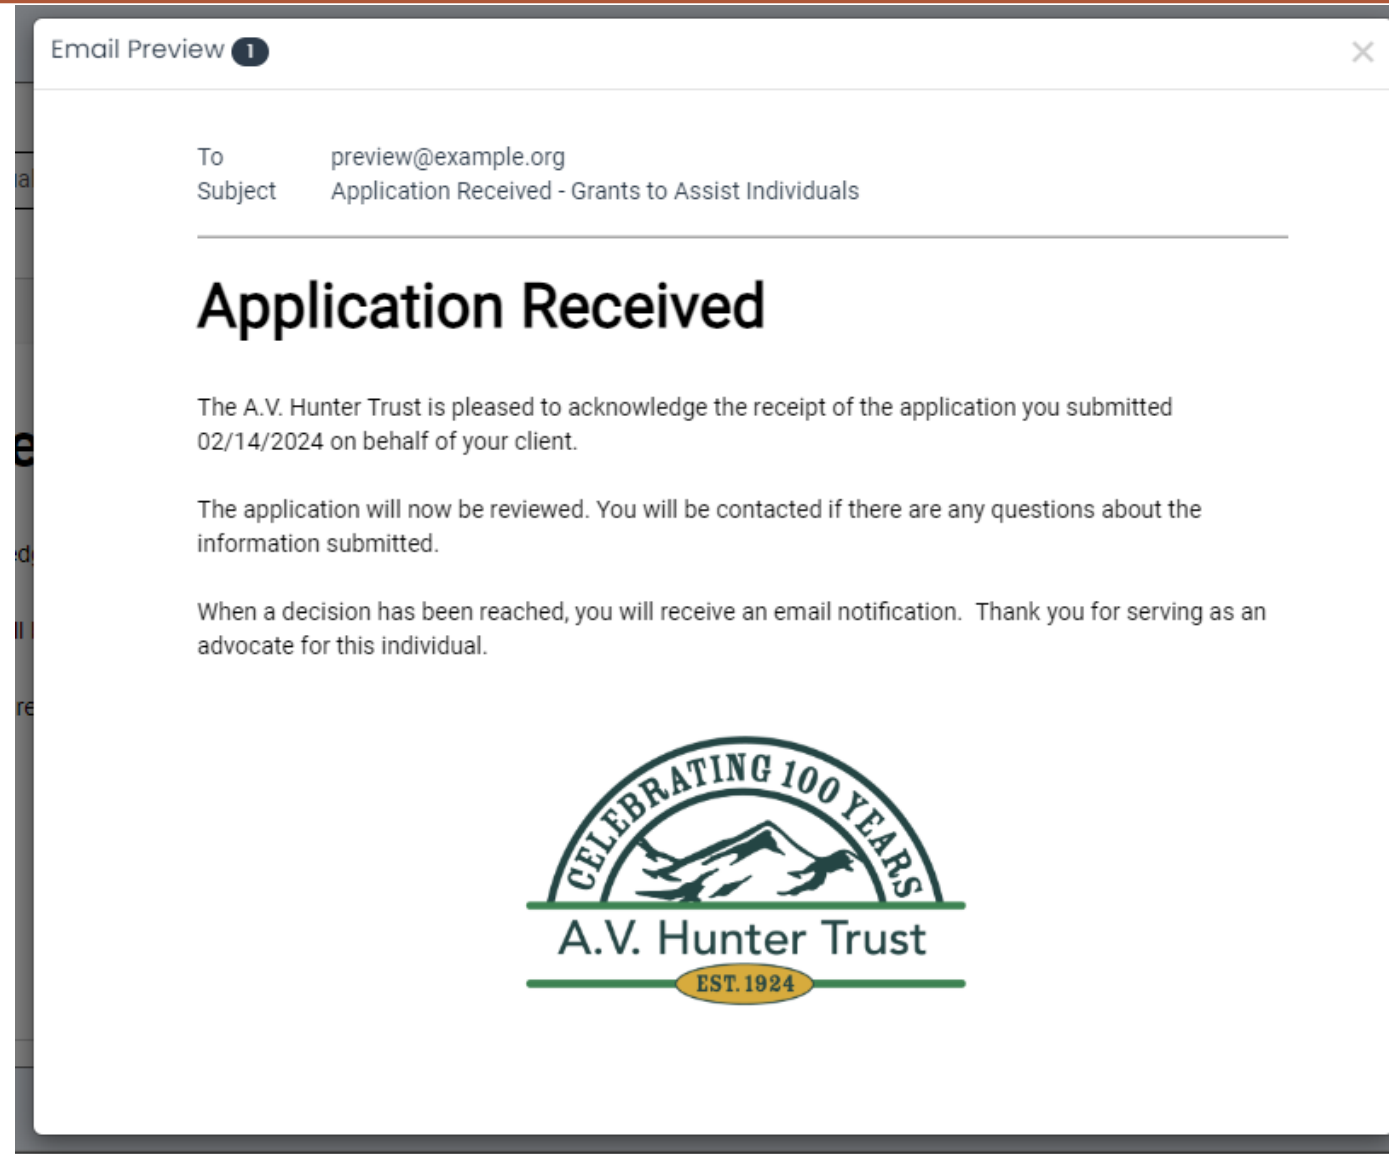 Email Preview 1
To preview@example.org
Subject Application Received - Grants to Assist Individuals
Application Received
The A.V. Hunter Trust is pleased to acknowledge the receipt of the application you submitted
02/14/2024 on behalf of your client.
The application will now be reviewed. You will be contacted if there are any questions about the
information submitted.
When a decision has been reached, you will receive an email notification.  Thank you for serving as an
advocate for this individual.
CELEBRATING 100 YEARS
A.V. Hunter Trust
EST. 1924